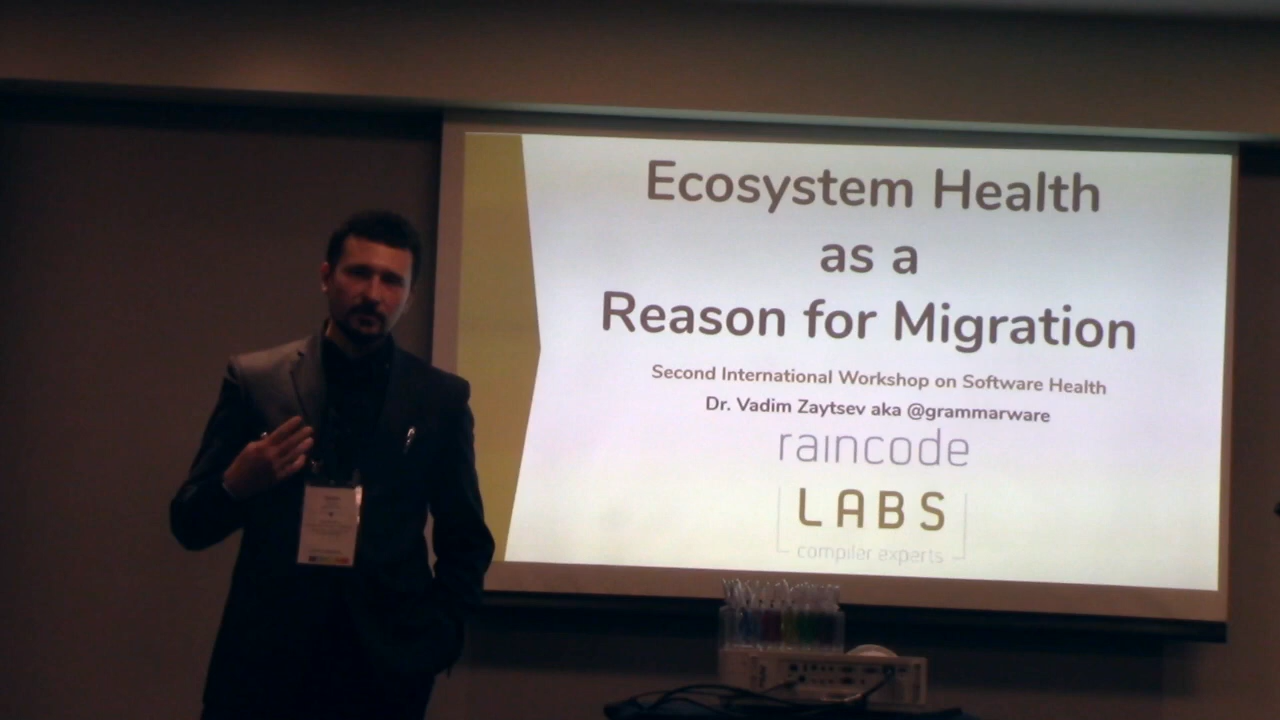 Ecosystem Health
as a
Reason for Migration
Second International Workshop on Software Health
Dr. Vadim Zaytsev aka @grammarware
raincode
LABS
compiler experts